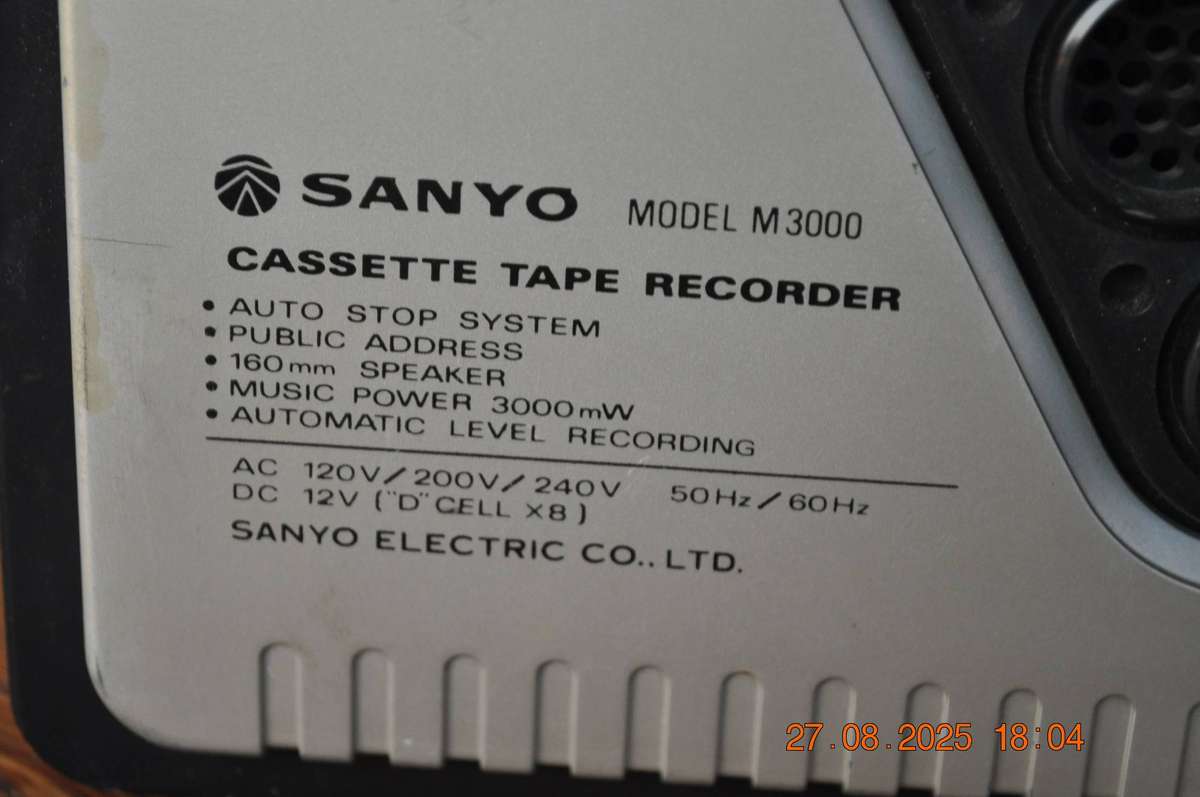 SANYO MODEL M3000
CASSETTE TAPE RECORDER
• AUTO STOP SYSTEM
• PUBLIC ADDRESS
• 160mm SPEAKER
• MUSIC POWER 3000mW
• AUTOMATIC LEVEL RECORDING
AC 120V/200V/240V 50Hz/60Hz
DC 12V ("D" CELL X8)
SANYO ELECTRIC CO., LTD.
27.08.2025 18:04